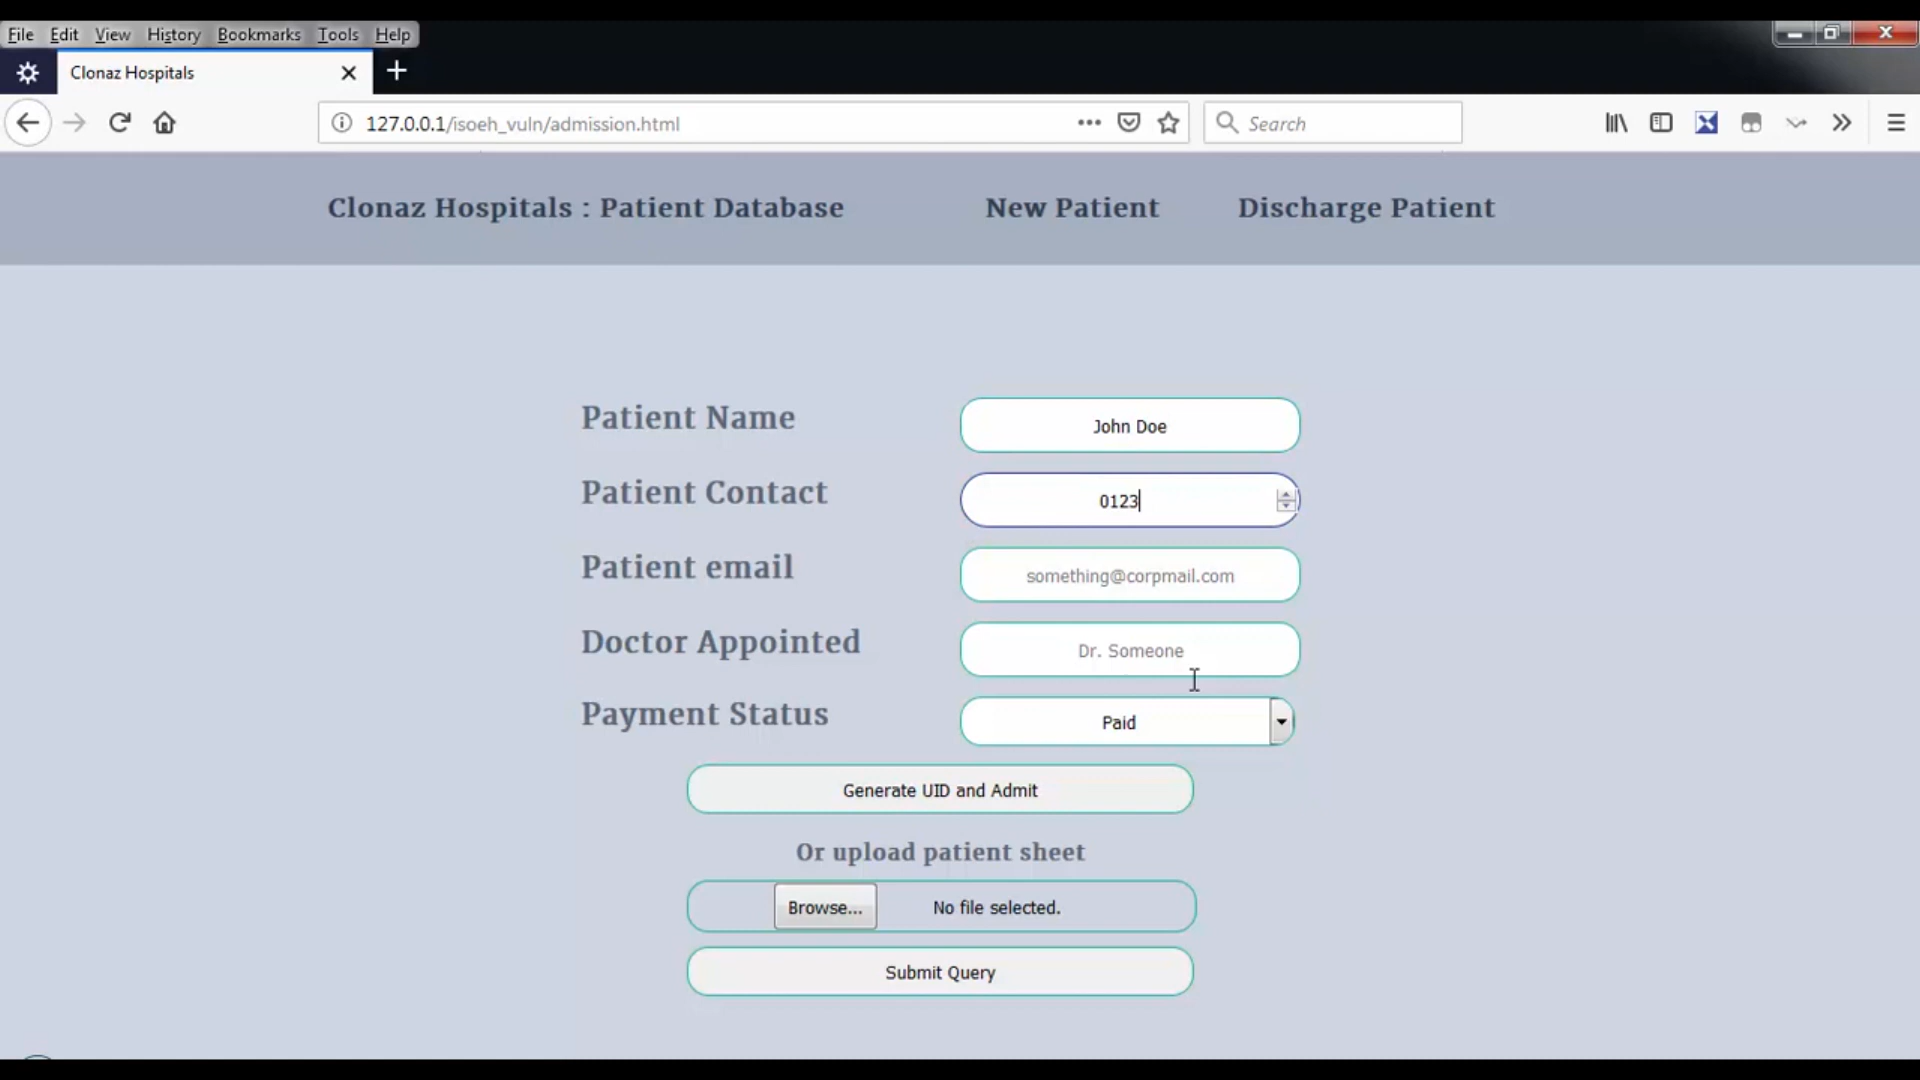 File Edit View History Bookmarks Tools Help
Clonaz Hospitals
127.0.0.1/isoeh_vuln/admission.html
Search
Clonaz Hospitals : Patient Database New Patient Discharge Patient
Patient Name John Doe
Patient Contact 0123
Patient email something@corpmail.com
Doctor Appointed Dr. Someone
Payment Status Paid
Generate UID and Admit
Or upload patient sheet
Browse... No file selected.
Submit Query